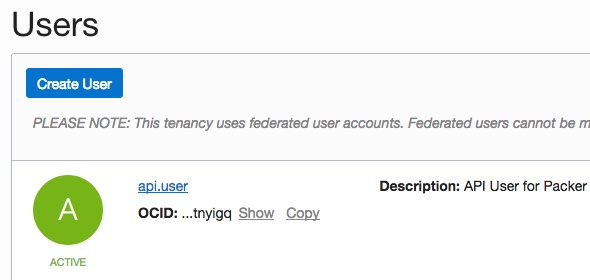 Users
Create User
PLEASE NOTE: This tenancy uses federated user accounts. Federated users cannot be m
A
api.user
Description: API User for Packer
OCID: ...tnyigq Show Copy
ACTIVE